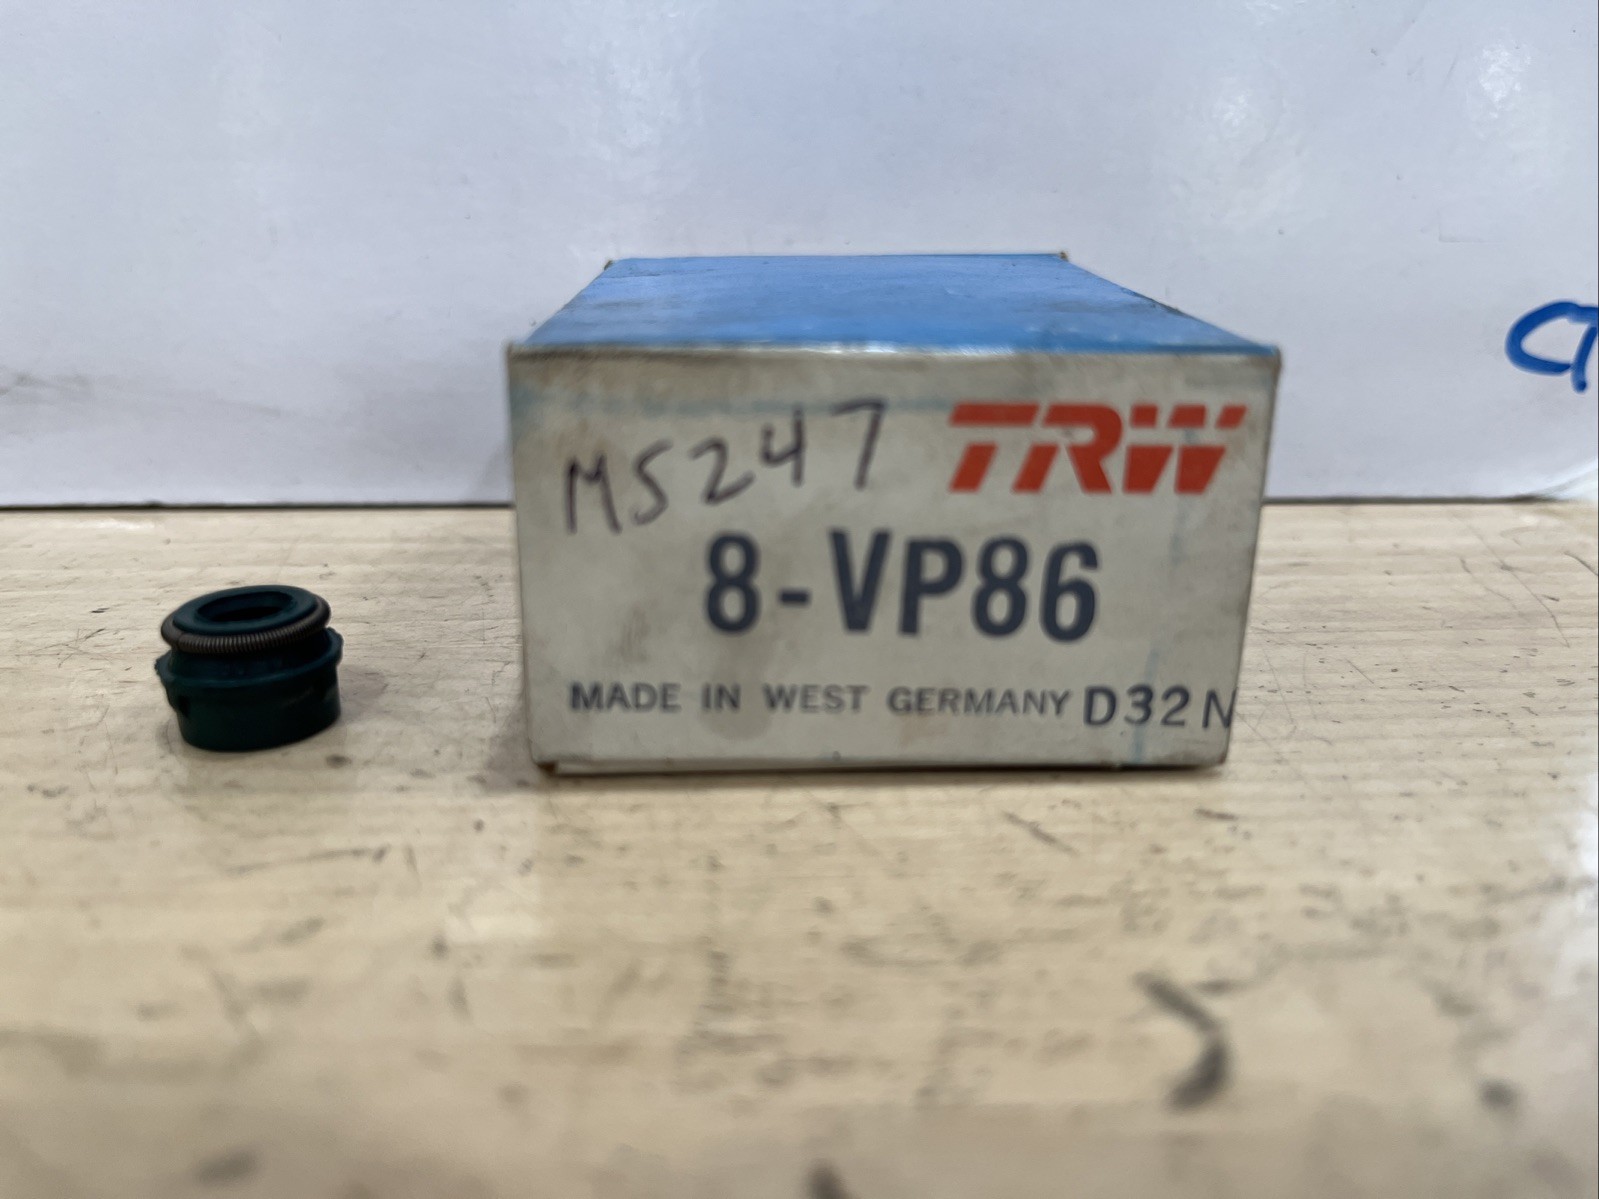 MS247 TRW
8-VP86
MADE IN WEST GERMANY D32N